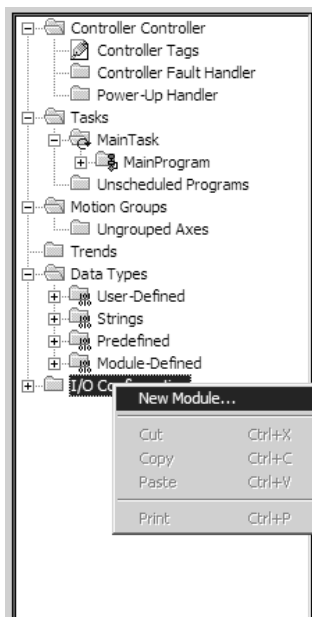 Controller Controller
Controller Tags
Controller Fault Handler
Power-Up Handler
Tasks
MainTask
MainProgram
Unscheduled Programs
Motion Groups
Ungrouped Axes
Trends
Data Types
User-Defined
Strings
Predefined
Module-Defined
I/O
New Module...
Cut Ctrl+X
Copy Ctrl+C
Paste Ctrl+V
Print Ctrl+P